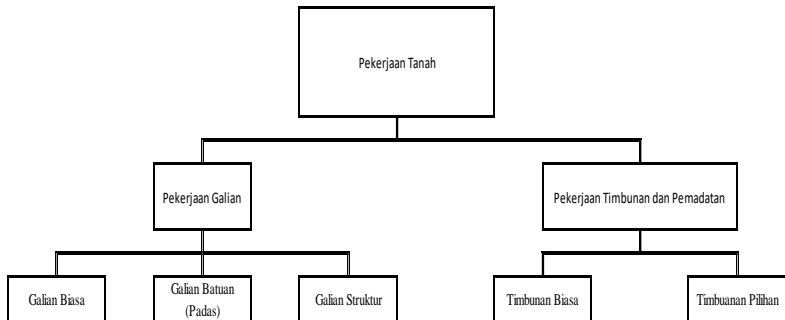 Pekerjaan Tanah
Pekerjaan Galian
Pekerjaan Timbunan dan Pemadatan
Galian Biasa
Galian Batuan
(Padas)
Galian Struktur
Timbunan Biasa
Timbuanan Pilihan